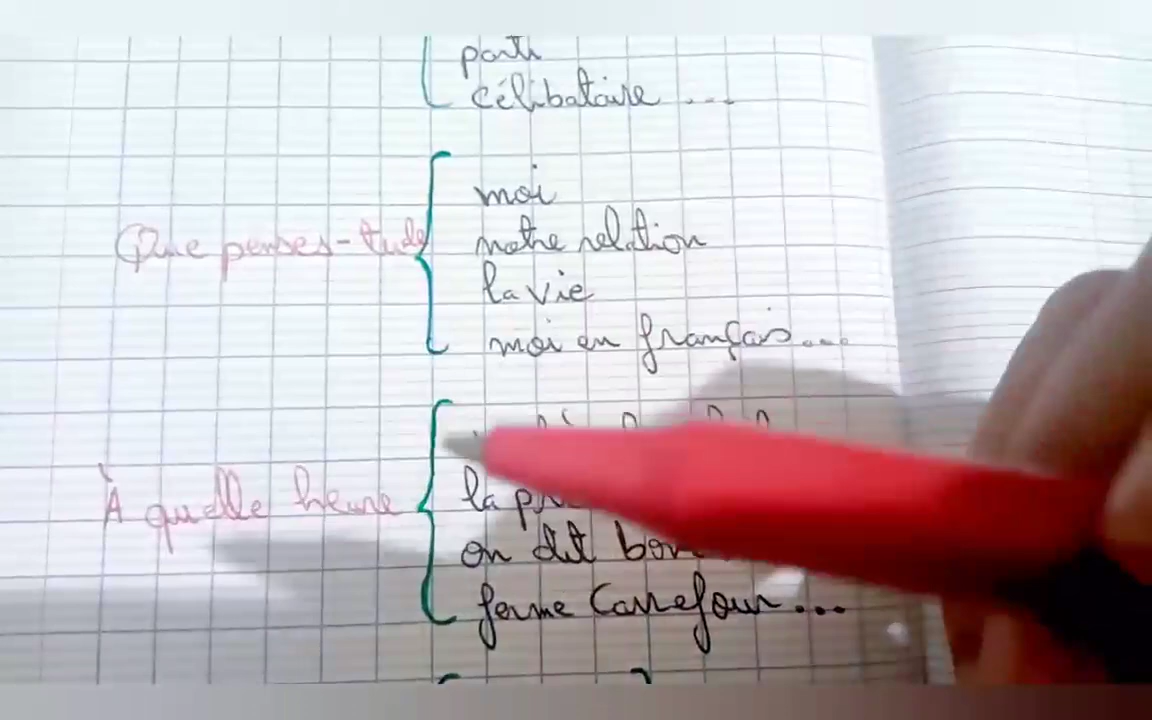 célibataire ...
Que penses-tu de
moi
notre relation
la vie
moi en français...
À quelle heure
la
on dit
ferme Carrefour ...